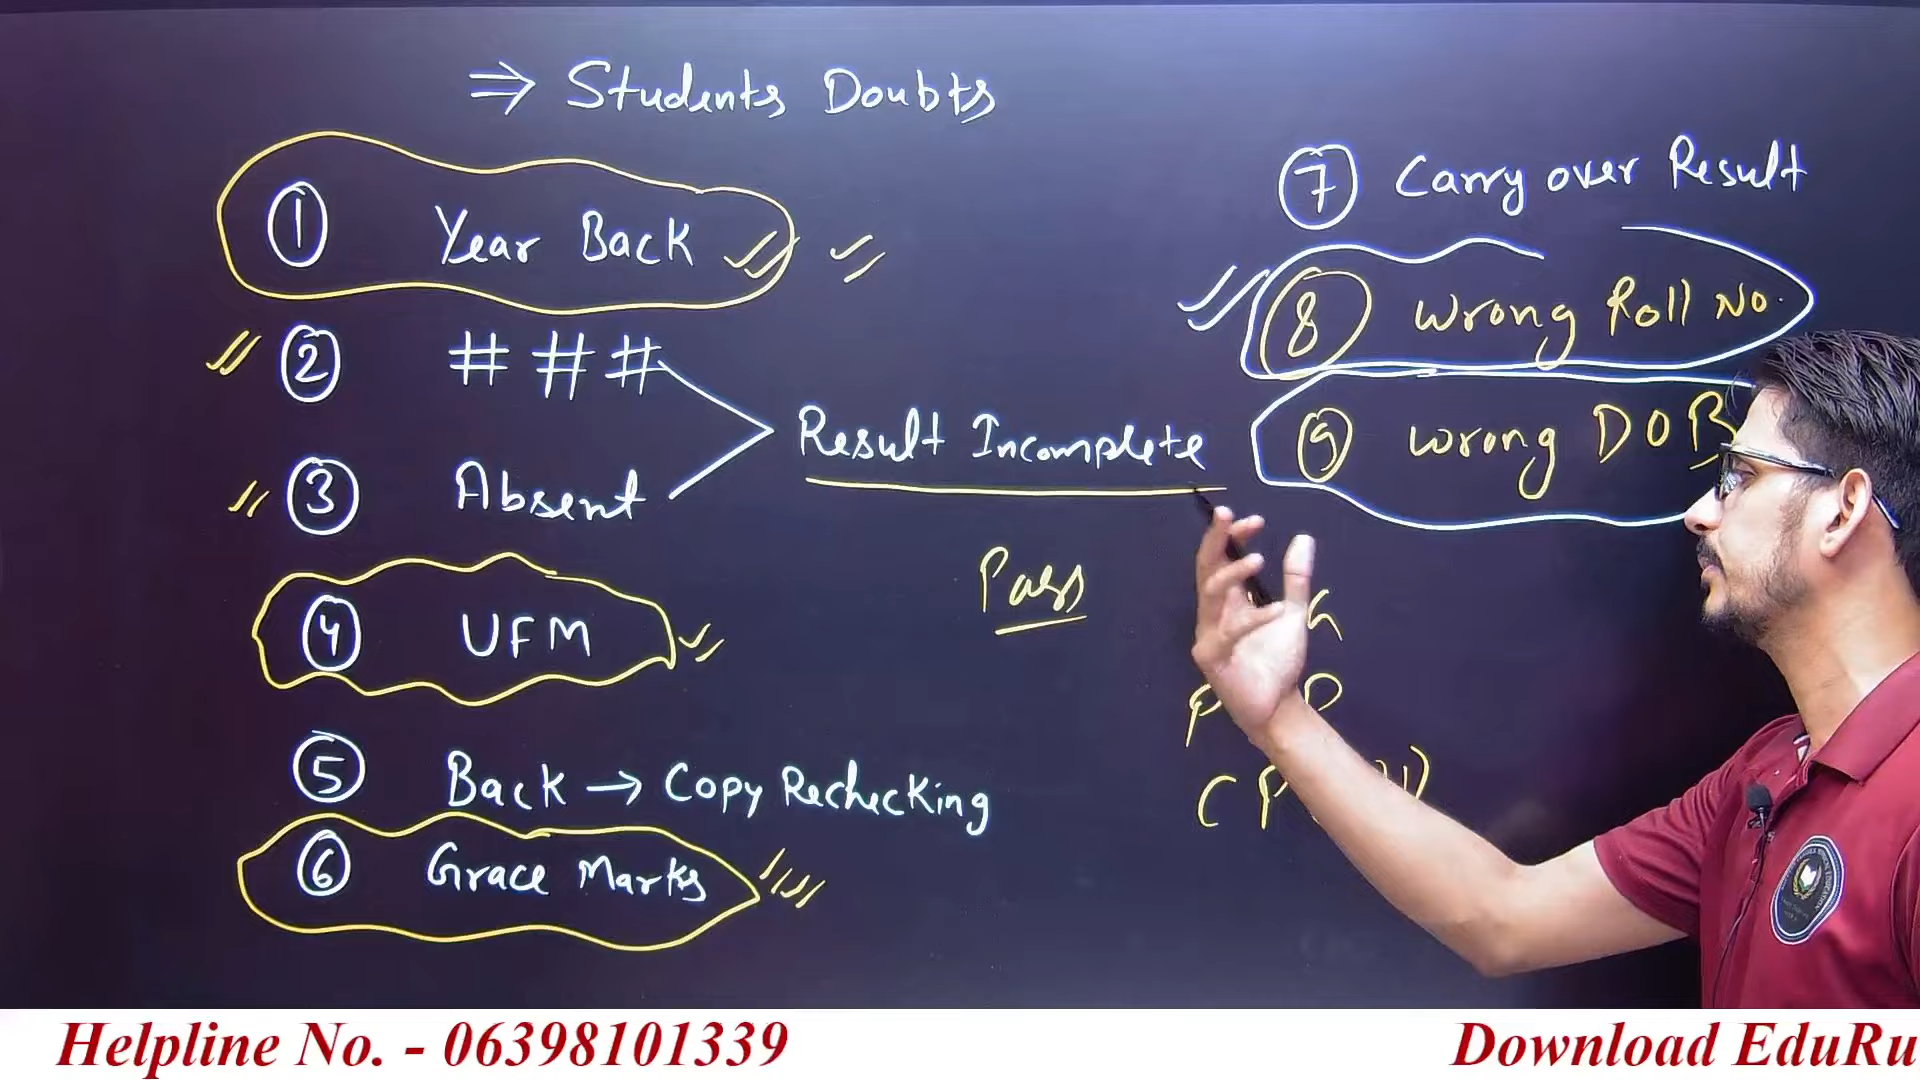 ⇒ Students Doubts
① Year Back
② # # #
③ Absent
Result Incomplete
Pass
④ UFM
⑤ Back → Copy Rechecking
⑥ Grace Marks
⑦ Carry over Result
⑧ Wrong Roll No.
⑨ Wrong DOB
Helpline No. - 06398101339
Download EduRu